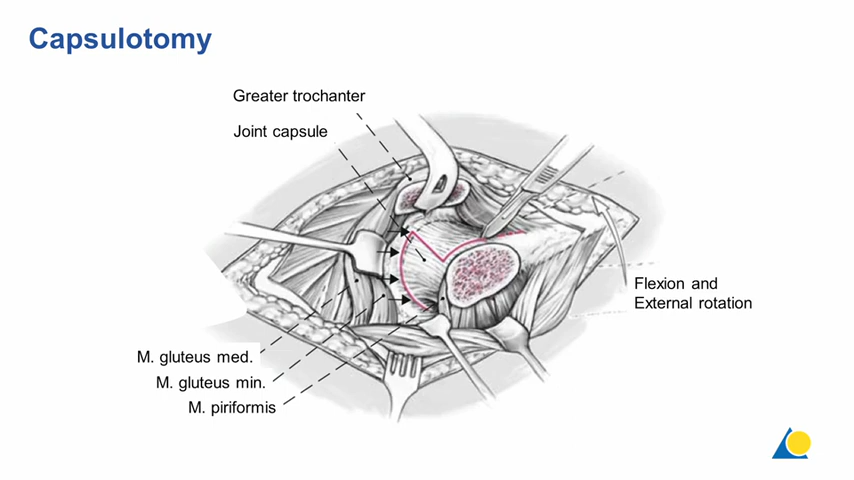 Capsulotomy
Greater trochanter
Joint capsule
Flexion and
External rotation
M. gluteus med.
M. gluteus min.
M. piriformis